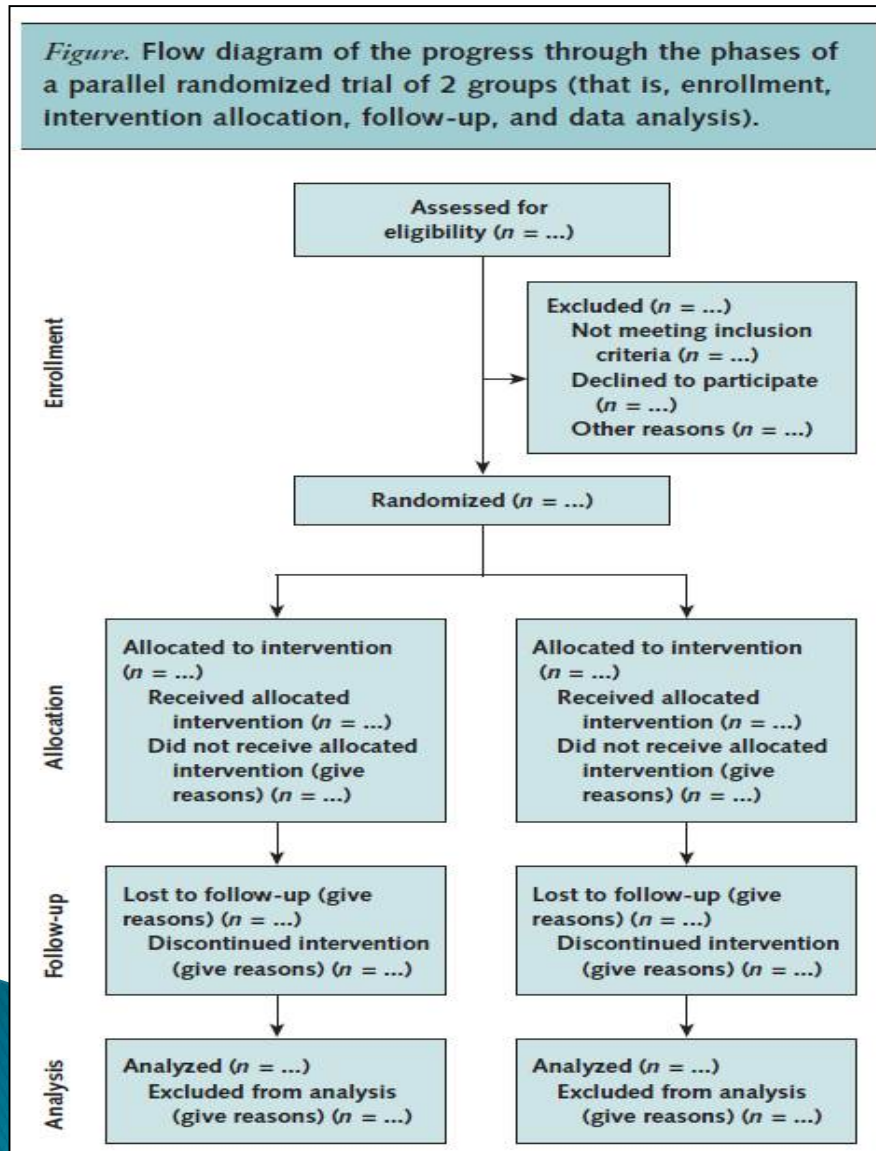 Figure. Flow diagram of the progress through the phases of
a parallel randomized trial of 2 groups (that is, enrollment,
intervention allocation, follow-up, and data analysis).
Enrollment
Assessed for
eligibility (n = ...)
Excluded (n = ...)
Not meeting inclusion
criteria (n = ...)
Declined to participate
(n = ...)
Other reasons (n = ...)
Randomized (n = ...)
Allocation
Allocated to intervention
(n = ...)
Received allocated
intervention (n = ...)
Did not receive allocated
intervention (give
reasons) (n = ...)
Allocated to intervention
(n = ...)
Received allocated
intervention (n = ...)
Did not receive allocated
intervention (give
reasons) (n = ...)
Follow-up
Lost to follow-up (give
reasons) (n = ...)
Discontinued intervention
(give reasons) (n = ...)
Lost to follow-up (give
reasons) (n = ...)
Discontinued intervention
(give reasons) (n = ...)
Analysis
Analyzed (n = ...)
Excluded from analysis
(give reasons) (n = ...)
Analyzed (n = ...)
Excluded from analysis
(give reasons) (n = ...)